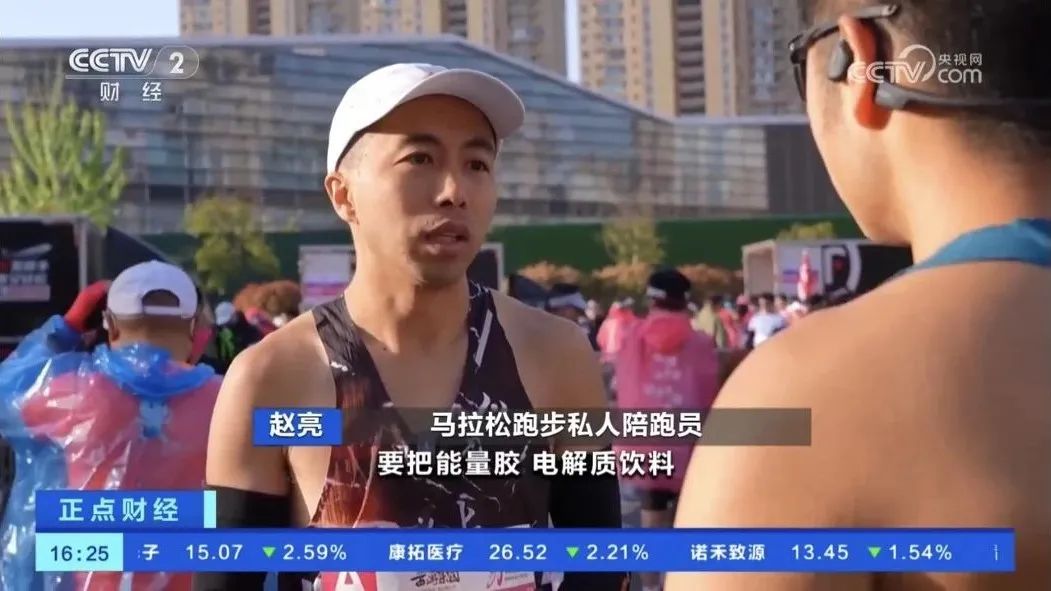 CCTV 2
财经
央视网
CCTV.com
赵亮 马拉松跑步私人陪跑员
要把能量胶 电解质饮料
正点财经
16:25 子 15.07 ▼2.59% 康拓医疗 26.52 ▼2.21% 诺禾致源 13.45 ▼1.54%